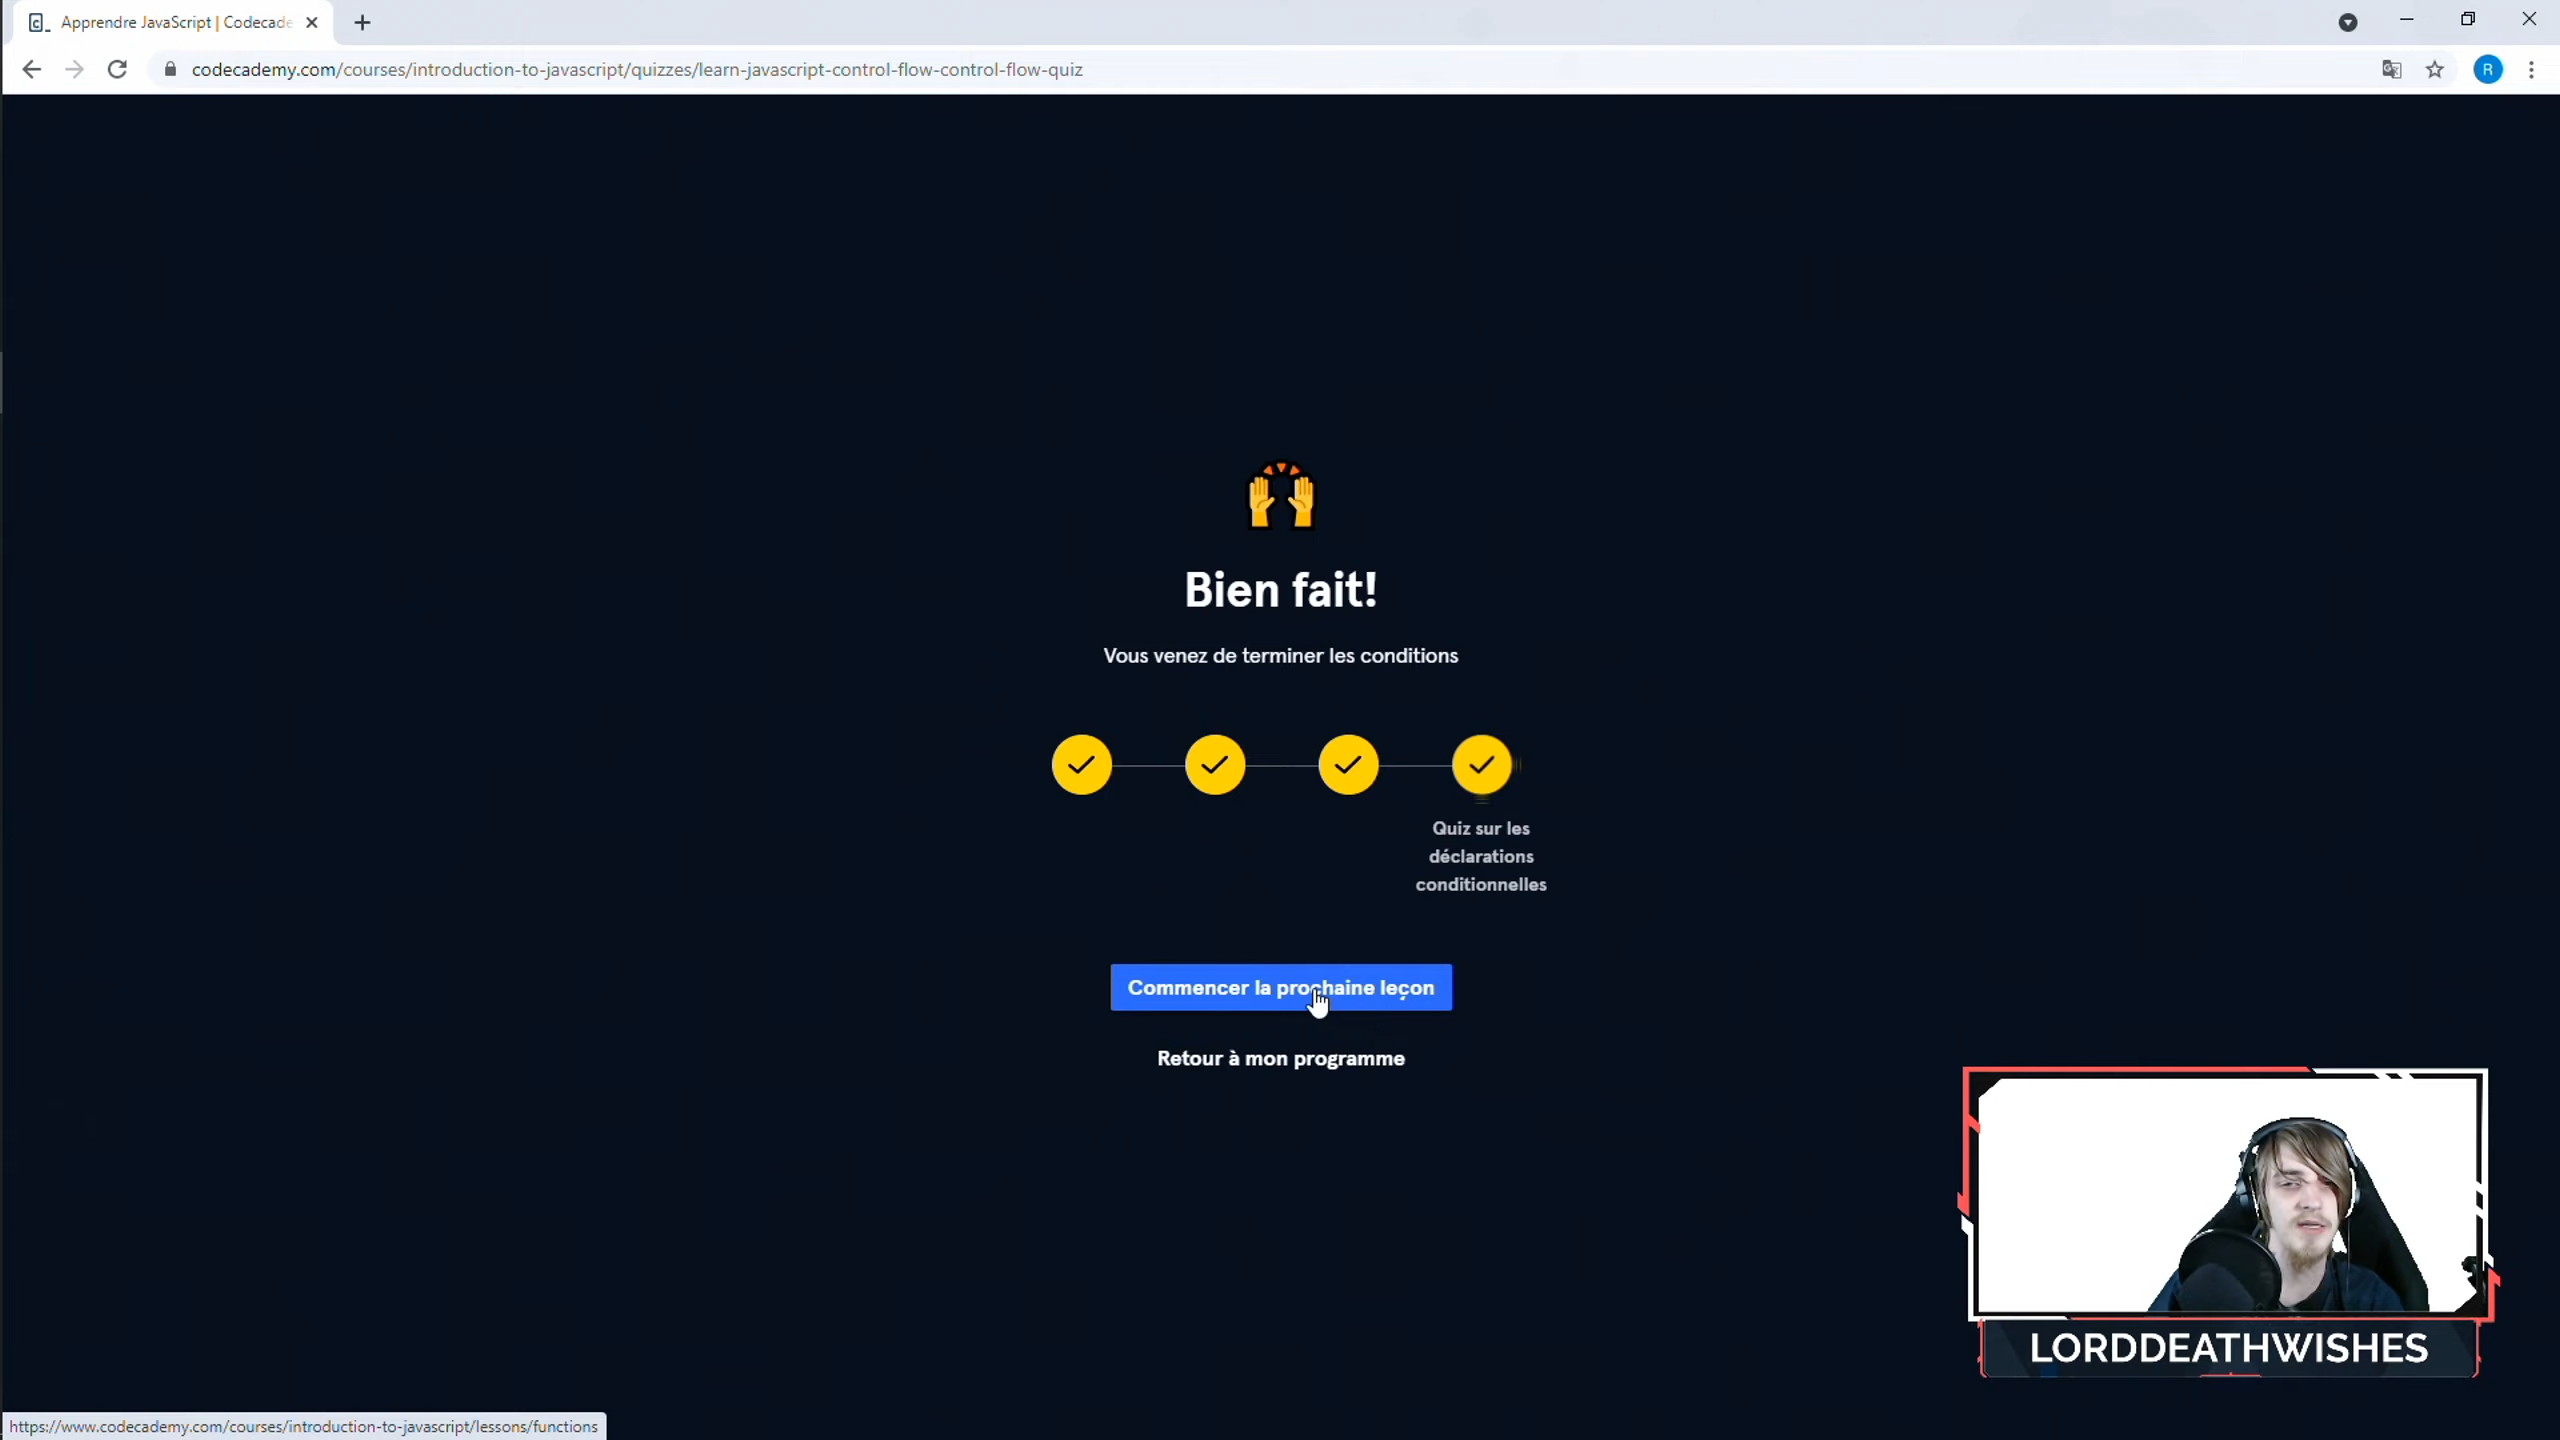 Apprendre JavaScript | Codecade
codecademy.com/courses/introduction-to-javascript/quizzes/learn-javascript-control-flow-control-flow-quiz
R
Bien fait!
Vous venez de terminer les conditions
Quiz sur les
déclarations
conditionnelles
Commencer la prochaine leçon
Retour à mon programme
LORDDEATHWISHES
https://www.codecademy.com/courses/introduction-to-javascript/lessons/functions